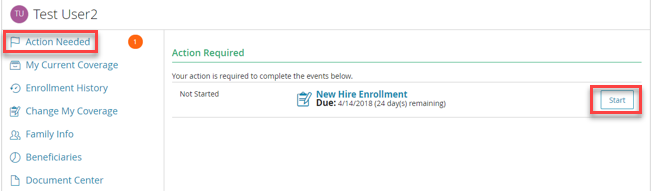 TU Test User2
Action Needed 1
My Current Coverage
Enrollment History
Change My Coverage
Family Info
Beneficiaries
Document Center
Action Required
Your action is required to complete the events below.
Not Started
New Hire Enrollment
Due: 4/14/2018 (24 day(s) remaining)
Start